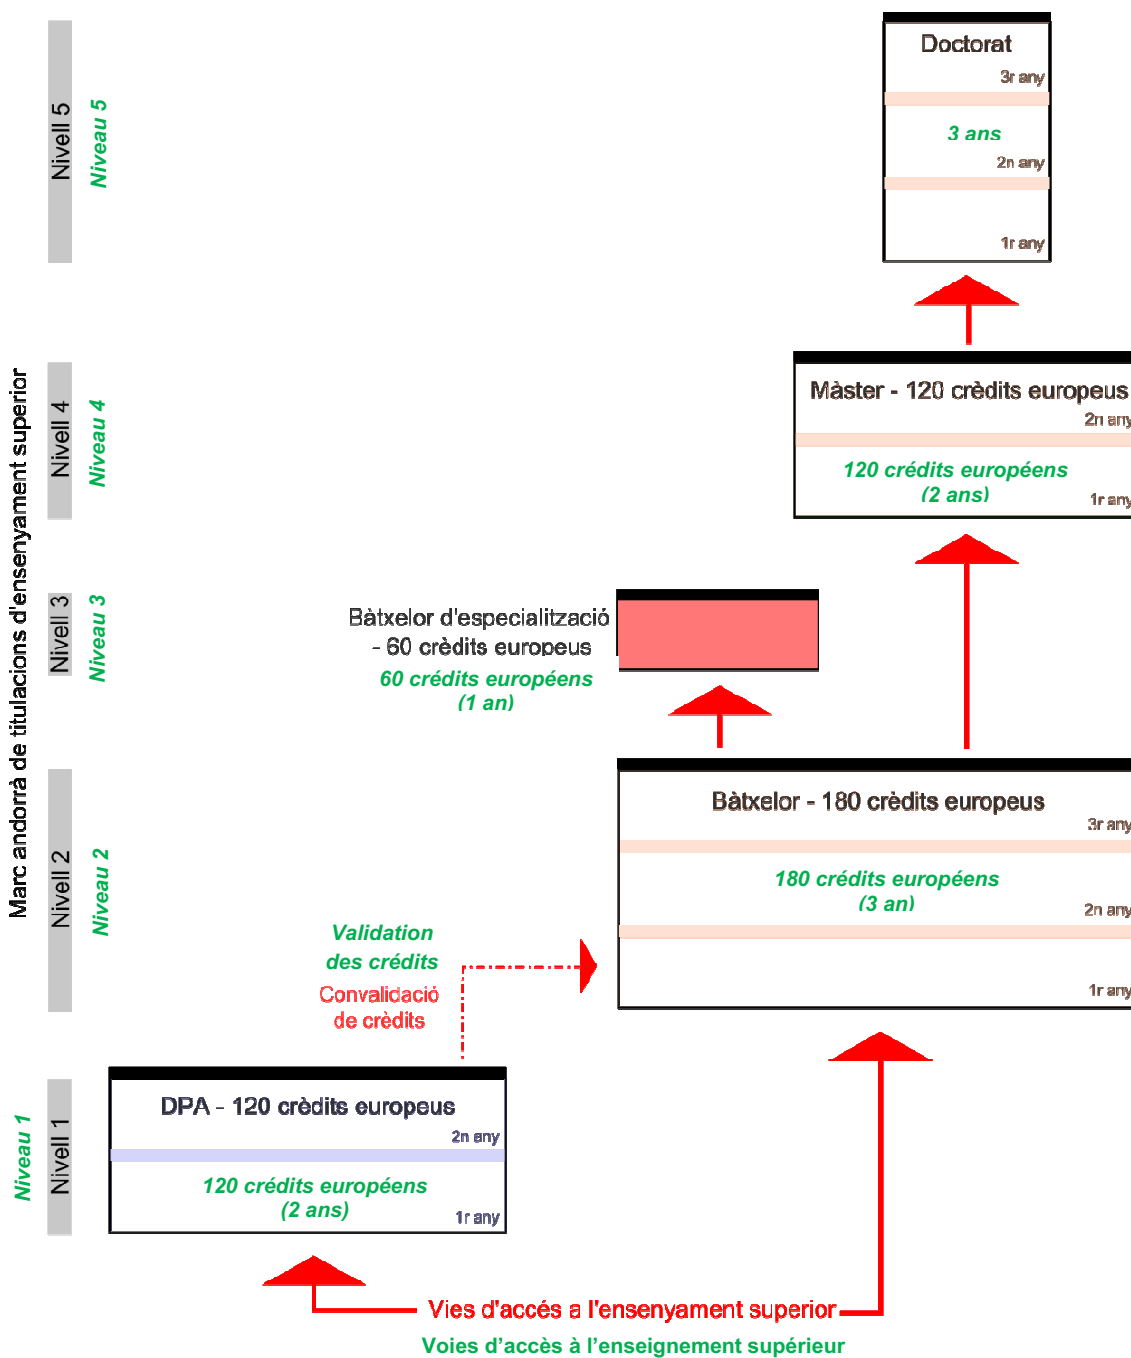 Marc andorrà de titulacions d'ensenyament superior
Nivell 5
Niveau 5
Doctorat
3r any
3 ans
2n any
1r any
Nivell 4
Niveau 4
Màster - 120 crèdits europeus
2n any
120 crédits européens
(2 ans)
1r any
Nivell 3
Niveau 3
Bàtxelor d'especialització
- 60 crèdits europeus
60 crédits européens
(1 an)
Nivell 2
Niveau 2
Bàtxelor - 180 crèdits europeus
3r any
180 crédits européens
(3 an)
2n any
1r any
Validation
des crédits
Convalidació
de crèdits
Niveau 1
Nivell 1
DPA - 120 crèdits europeus
2n any
120 crédits européens
(2 ans)
1r any
Vies d'accés a l'ensenyament superior
Voies d’accès à l’enseignement supérieur